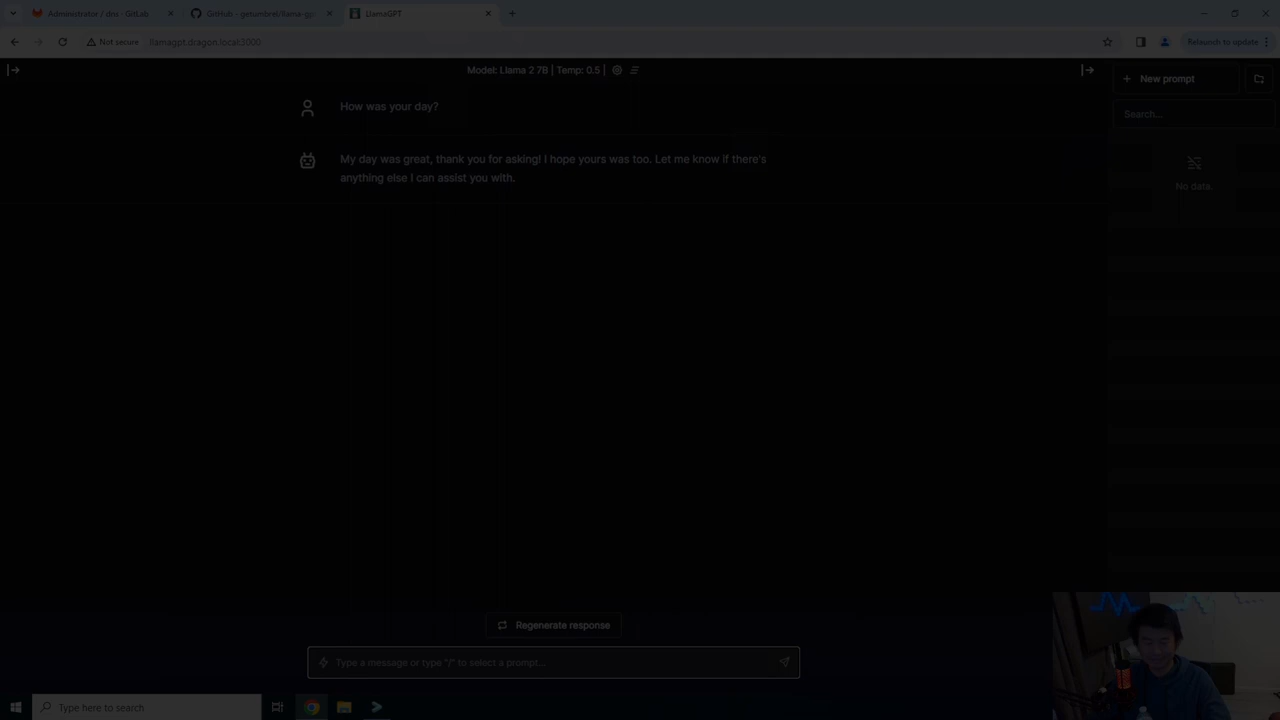 Administrator / dns · GitLab
GitHub - getumbrel/llama-gpt
LlamaGPT
Not secure
llamagpt.dragon.local:3000
Relaunch to update
Model: Llama 2 7B | Temp: 0.5 |
New prompt
Search...
No data.
How was your day?
My day was great, thank you for asking! I hope yours was too. Let me know if there's
anything else I can assist you with.
Regenerate response
Type a message or type "/" to select a prompt...
Type here to search